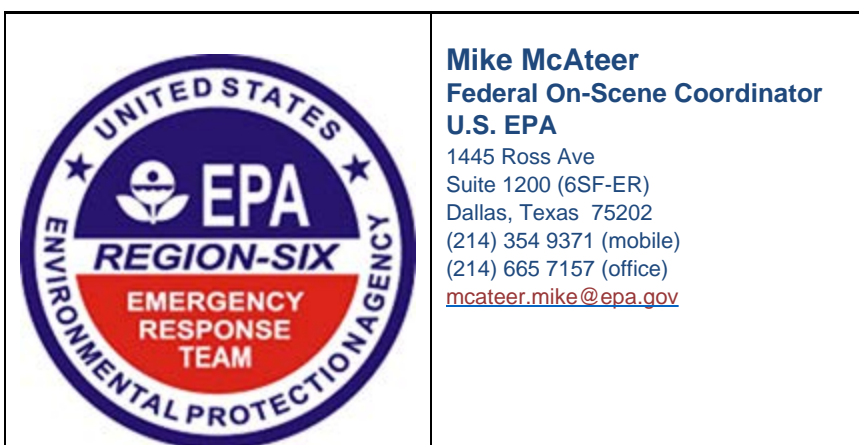 UNITED STATES
EPA
REGION-SIX
EMERGENCY
RESPONSE
TEAM
ENVIRONMENTAL PROTECTION AGENCY
Mike McAteer
Federal On-Scene Coordinator
U.S. EPA
1445 Ross Ave
Suite 1200 (6SF-ER)
Dallas, Texas  75202
(214) 354 9371 (mobile)
(214) 665 7157 (office)
mcateer.mike@epa.gov